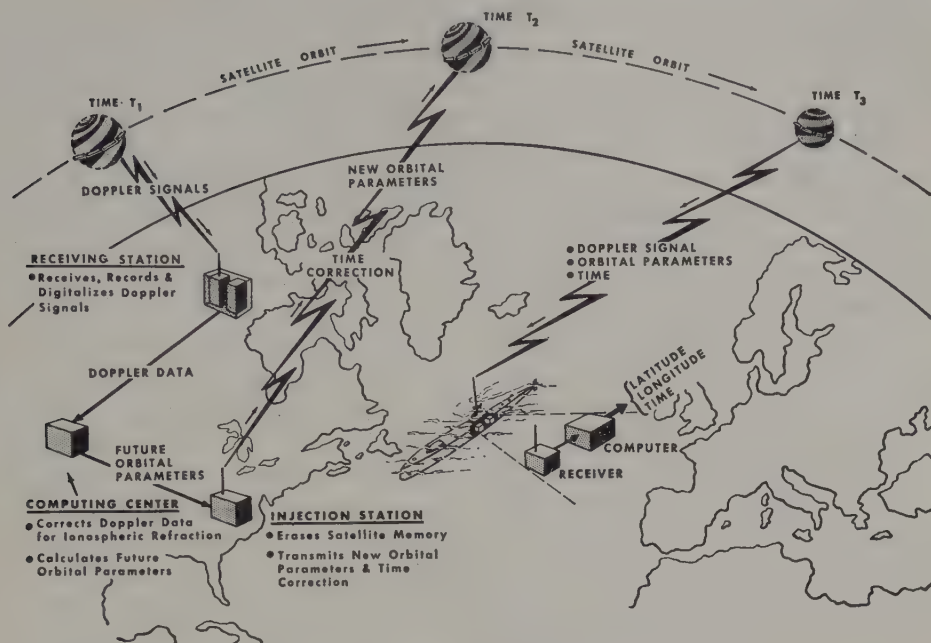 TIME T2
SATELLITE ORBIT
SATELLITE ORBIT
TIME T1
TIME T3
DOPPLER SIGNALS
NEW ORBITAL
PARAMETERS
RECEIVING STATION
● Receives, Records &
Digitalizes Doppler
Signals
TIME
CORRECTION
● DOPPLER SIGNAL
● ORBITAL PARAMETERS
● TIME
DOPPLER DATA
LATITUDE
LONGITUDE
TIME
COMPUTER
RECEIVER
FUTURE
ORBITAL
PARAMETERS
COMPUTING CENTER
● Corrects Doppler Data
for Ionospheric Refraction
● Calculates Future
Orbital Parameters
INJECTION STATION
● Erases Satellite Memory
● Transmits New Orbital
Parameters & Time
Correction